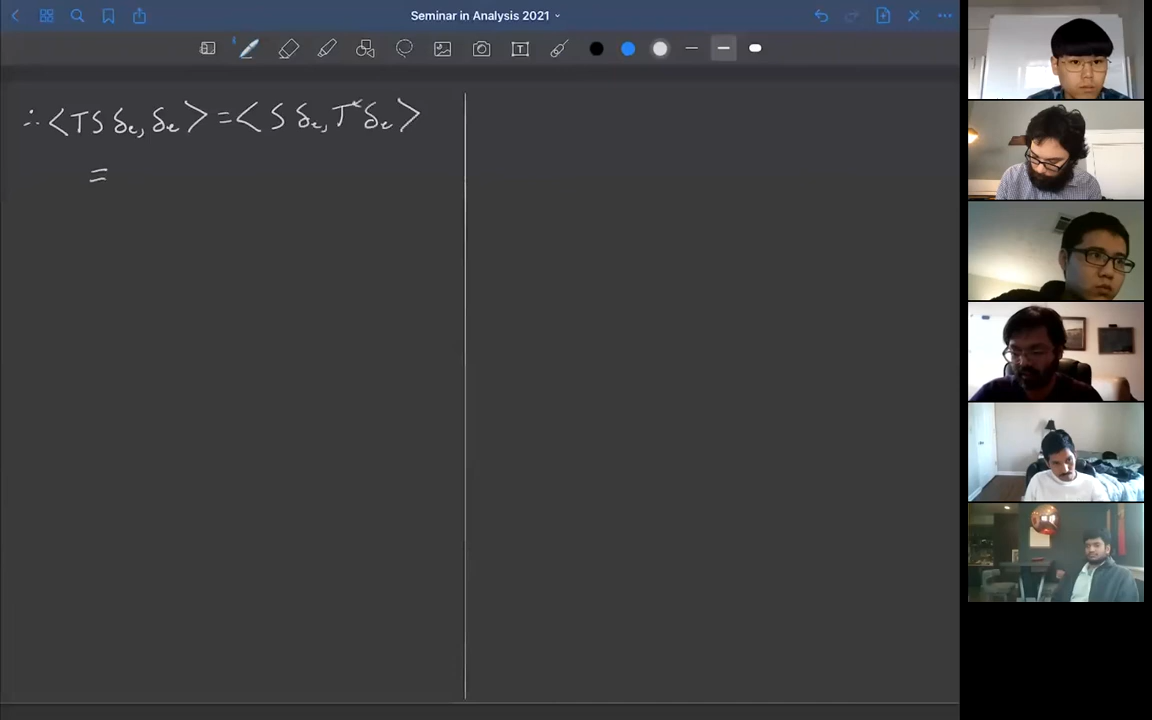 Seminar in Analysis 2021
∴ ⟨TSδₑ, δₑ⟩ = ⟨Sδₑ, T*δₑ⟩
=